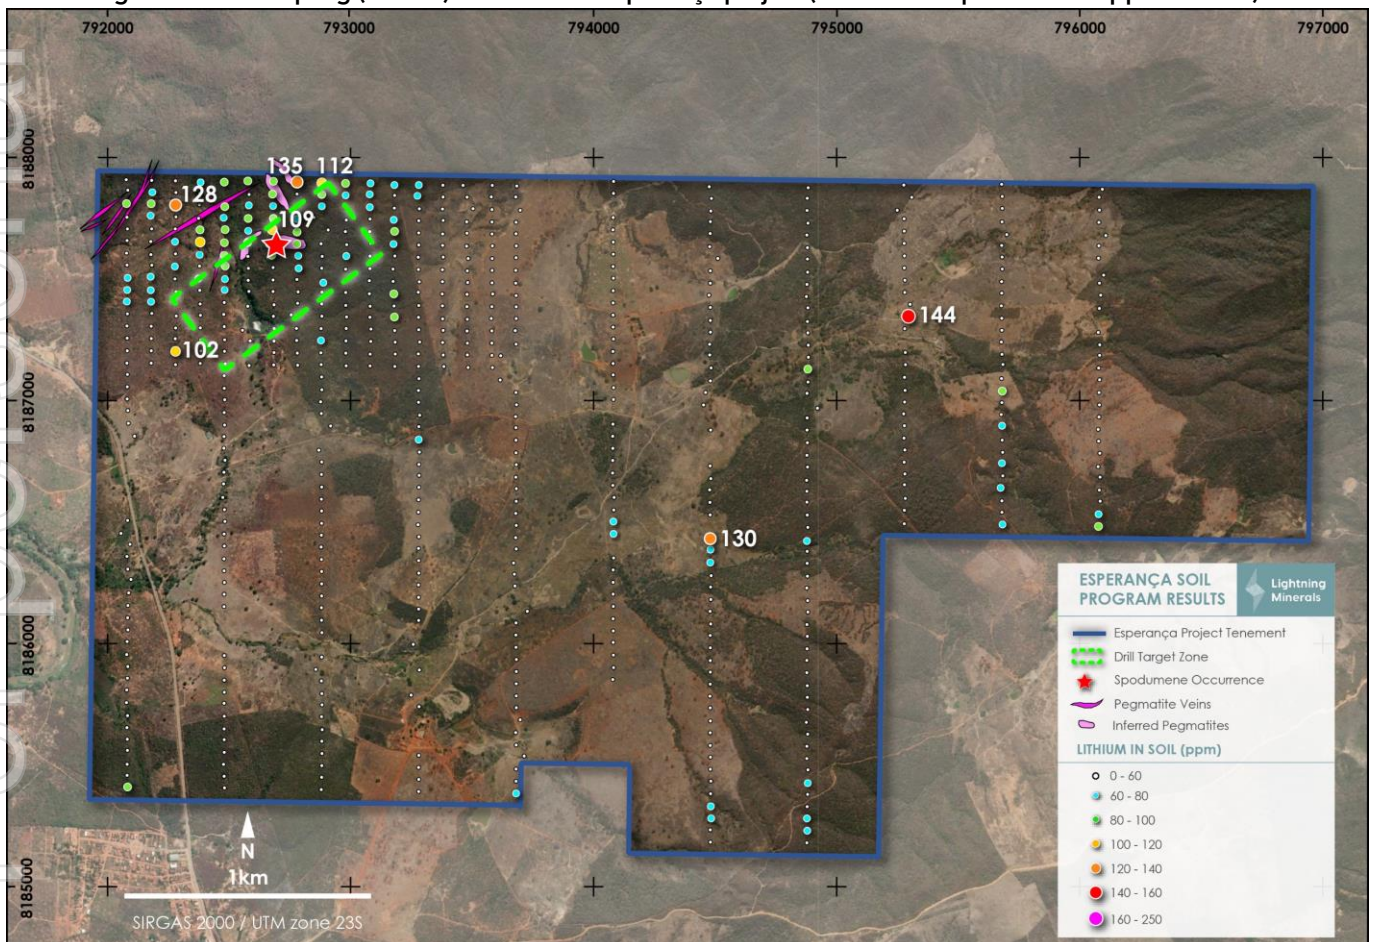 792000 793000 794000 795000 796000 797000
8188000
135 112
128
109
144
102
8187000
130
ESPERANÇA SOIL
PROGRAM RESULTS
Lightning
Minerals
Esperança Project Tenement
Drill Target Zone
Spodumene Occurrence
Pegmatite Veins
Inferred Pegmatites
LITHIUM IN SOIL (ppm)
0 - 60
60 - 80
80 - 100
100 - 120
120 - 140
140 - 160
160 - 250
8186000
8185000
N
1km
SIRGAS 2000 / UTM zone 23S